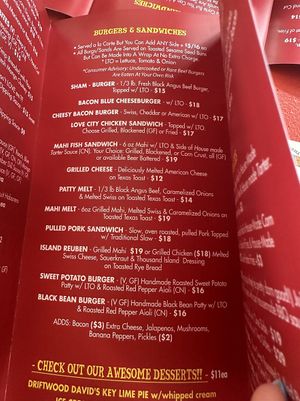 BURGERS & SANDWICHES
• Served a la Carte But You Can Add ANY Side + $5/16 oz
• All Burgr/Sands Are Served on Toasted Sesame Seed Buns
But Can Be Made Into A Wrap At No Extra Charge
* LTO = Lettuce, Tomato & Onion
*Consumer Advisory: Undercooked or Rare Beef Burgers
Are Eaten At Your Own Risk
SHAM - BURGER - 1/3 lb. Fresh Black Angus Beef Burger,
Topped w/ LTO - $15
BACON BLUE CHEESEBURGER - w/ LTO - $18
CHEESY BACON BURGER - Swiss, Cheddar or American w/ LTO - $17
LOVE CITY CHICKEN SANDWICH - Topped w/ LTO
Choose Grilled, Blackened (GF) or Fried - $17
MAHI FISH SANDWICH - 6 oz Mahi w/ LTO & Side of House made
Tartar Sauce (CN) Your Choice: Grilled, Blackened, or Corn Crust, all (GF)
or available Beer Battered - $19
GRILLED CHEESE - Deliciously Melted American Cheese
on Texas Toast - $12
PATTY MELT - 1/3 lb Black Angus Beef, Caramelized Onions
& Melted Swiss on Toasted Texas Toast - $14
MAHI MELT - 6oz Grilled Mahi, Melted Swiss & Caramelized Onions
on Toasted Texas Toast - $19
PULLED PORK SANDWICH - Slow, oven roasted, pulled Pork Topped
w/ Traditional Slaw - $18
ISLAND REUBEN - Grilled Mahi $19 or Grilled Chicken ($18) Melted
Swiss Cheese, Sauerkraut & Thousand Island Dressing
on Toasted Rye Bread
SWEET POTATO BURGER - (V, GF) Handmade Roasted Sweet Potato
Patty w/ LTO & Roasted Red Pepper Aioli (CN) - $16
BLACK BEAN BURGER - (V, GF) Handmade Black Bean Patty w/ LTO
& Roasted Red Pepper Aioli (CN) - $16
ADDS: Bacon ($3) Extra Cheese, Jalapenos, Mushrooms,
Banana Peppers, Pickles ($2)
- CHECK OUT OUR AWESOME DESSERTS!! - $11ea
DRIFTWOOD DAVID'S KEY LIME PIE w/whipped cream